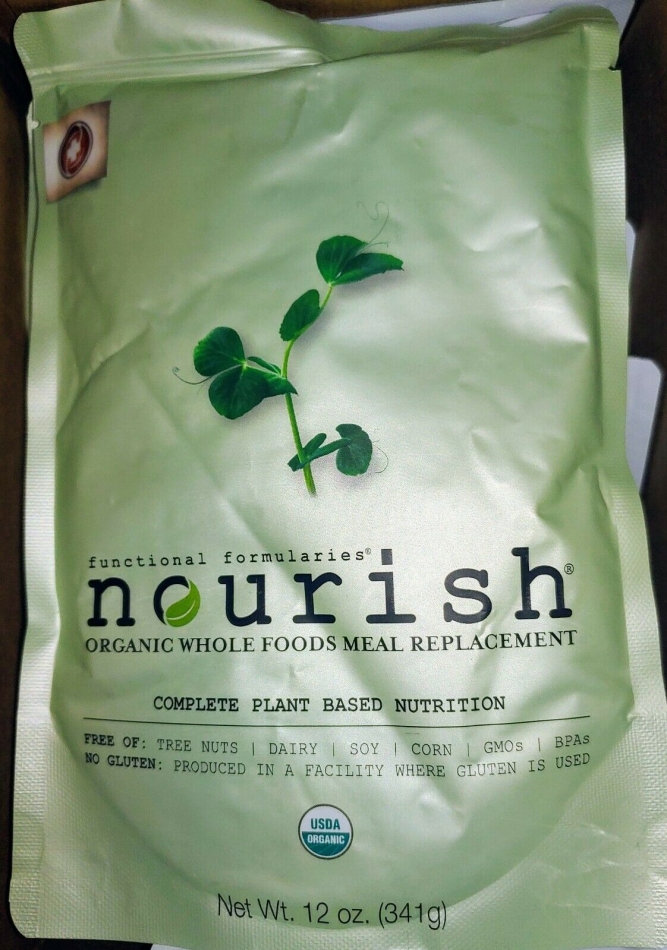 functional formularies®
nourish®
ORGANIC WHOLE FOODS MEAL REPLACEMENT
COMPLETE PLANT BASED NUTRITION
FREE OF: TREE NUTS | DAIRY | SOY | CORN | GMOs | BPAs
NO GLUTEN: PRODUCED IN A FACILITY WHERE GLUTEN IS USED
USDA
ORGANIC
Net Wt. 12 oz. (341g)